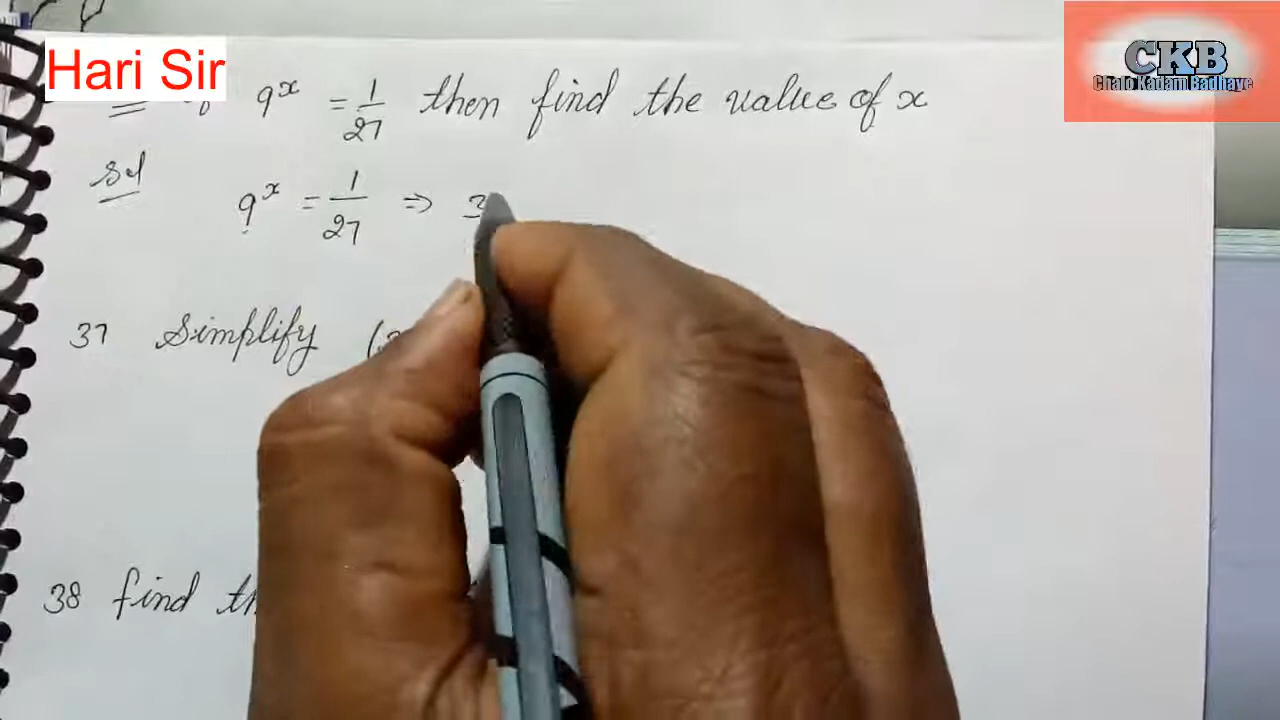 Hari Sir
CKB
Chalo Kadam Badhaye
9^x = 1/27 then find the value of x
Sol
9^x = 1/27 ⇒ 3
37 Simplify (
38 find